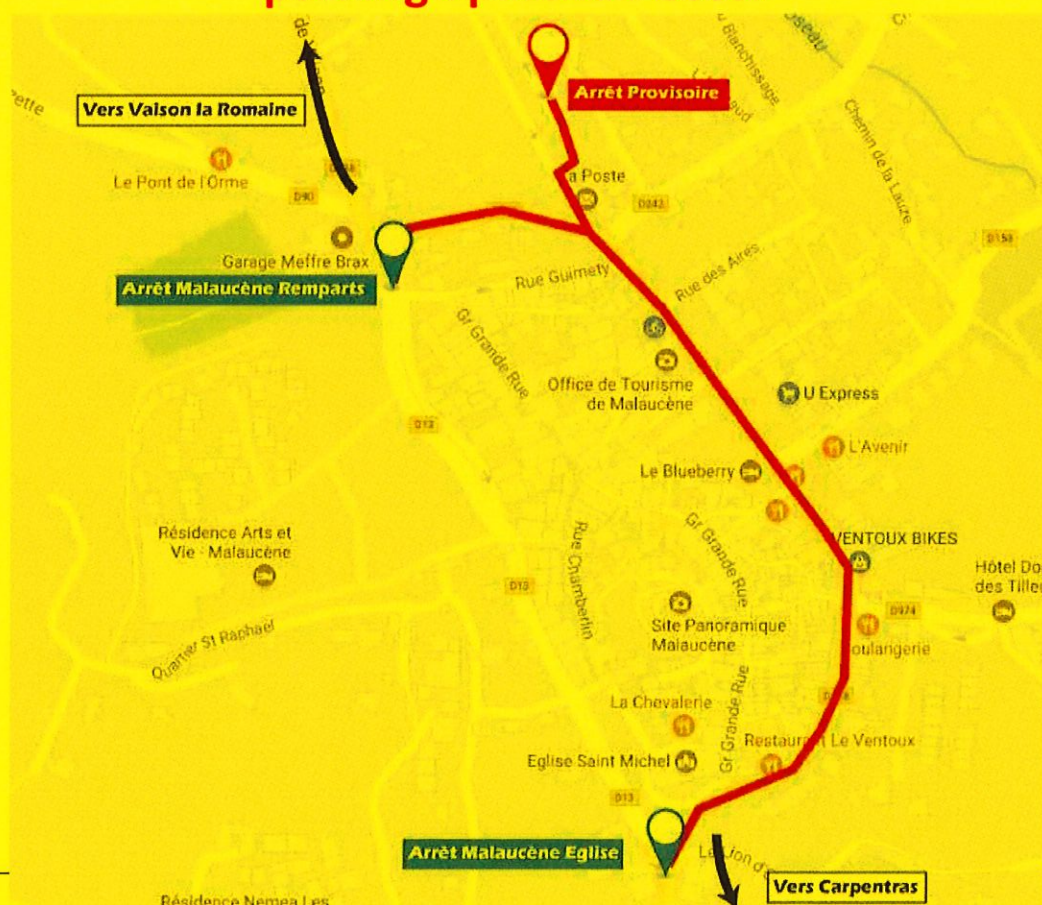 de
Arrêt Provisoire
Vers Vaison la Romaine
Le Pont de l'Orme
D90
a Poste
D242
Chemin de la Lauze
D153
Garage Meffre Brax
Arrêt Malaucène Remparts
Rue Guimety
Rue des Aires
Gr Grande Rue
Office de Tourisme
de Malaucène
U Express
D13
L'Avenir
Le Blueberry
VENTOUX BIKES
Résidence Arts et
Vie - Malaucène
Rue Chamberlin
Gr Grande Rue
Hôtel Do
des Tille
D13
D974
Site Panoramique
Malaucène
oulangerie
Quartier St Raphaël
La Chevalerie
Gr Grande Rue
Restaurant Le Ventoux
Eglise Saint Michel
D13
Arrêt Malaucène Eglise
Vers Carpentras
Résidence Nemea Les